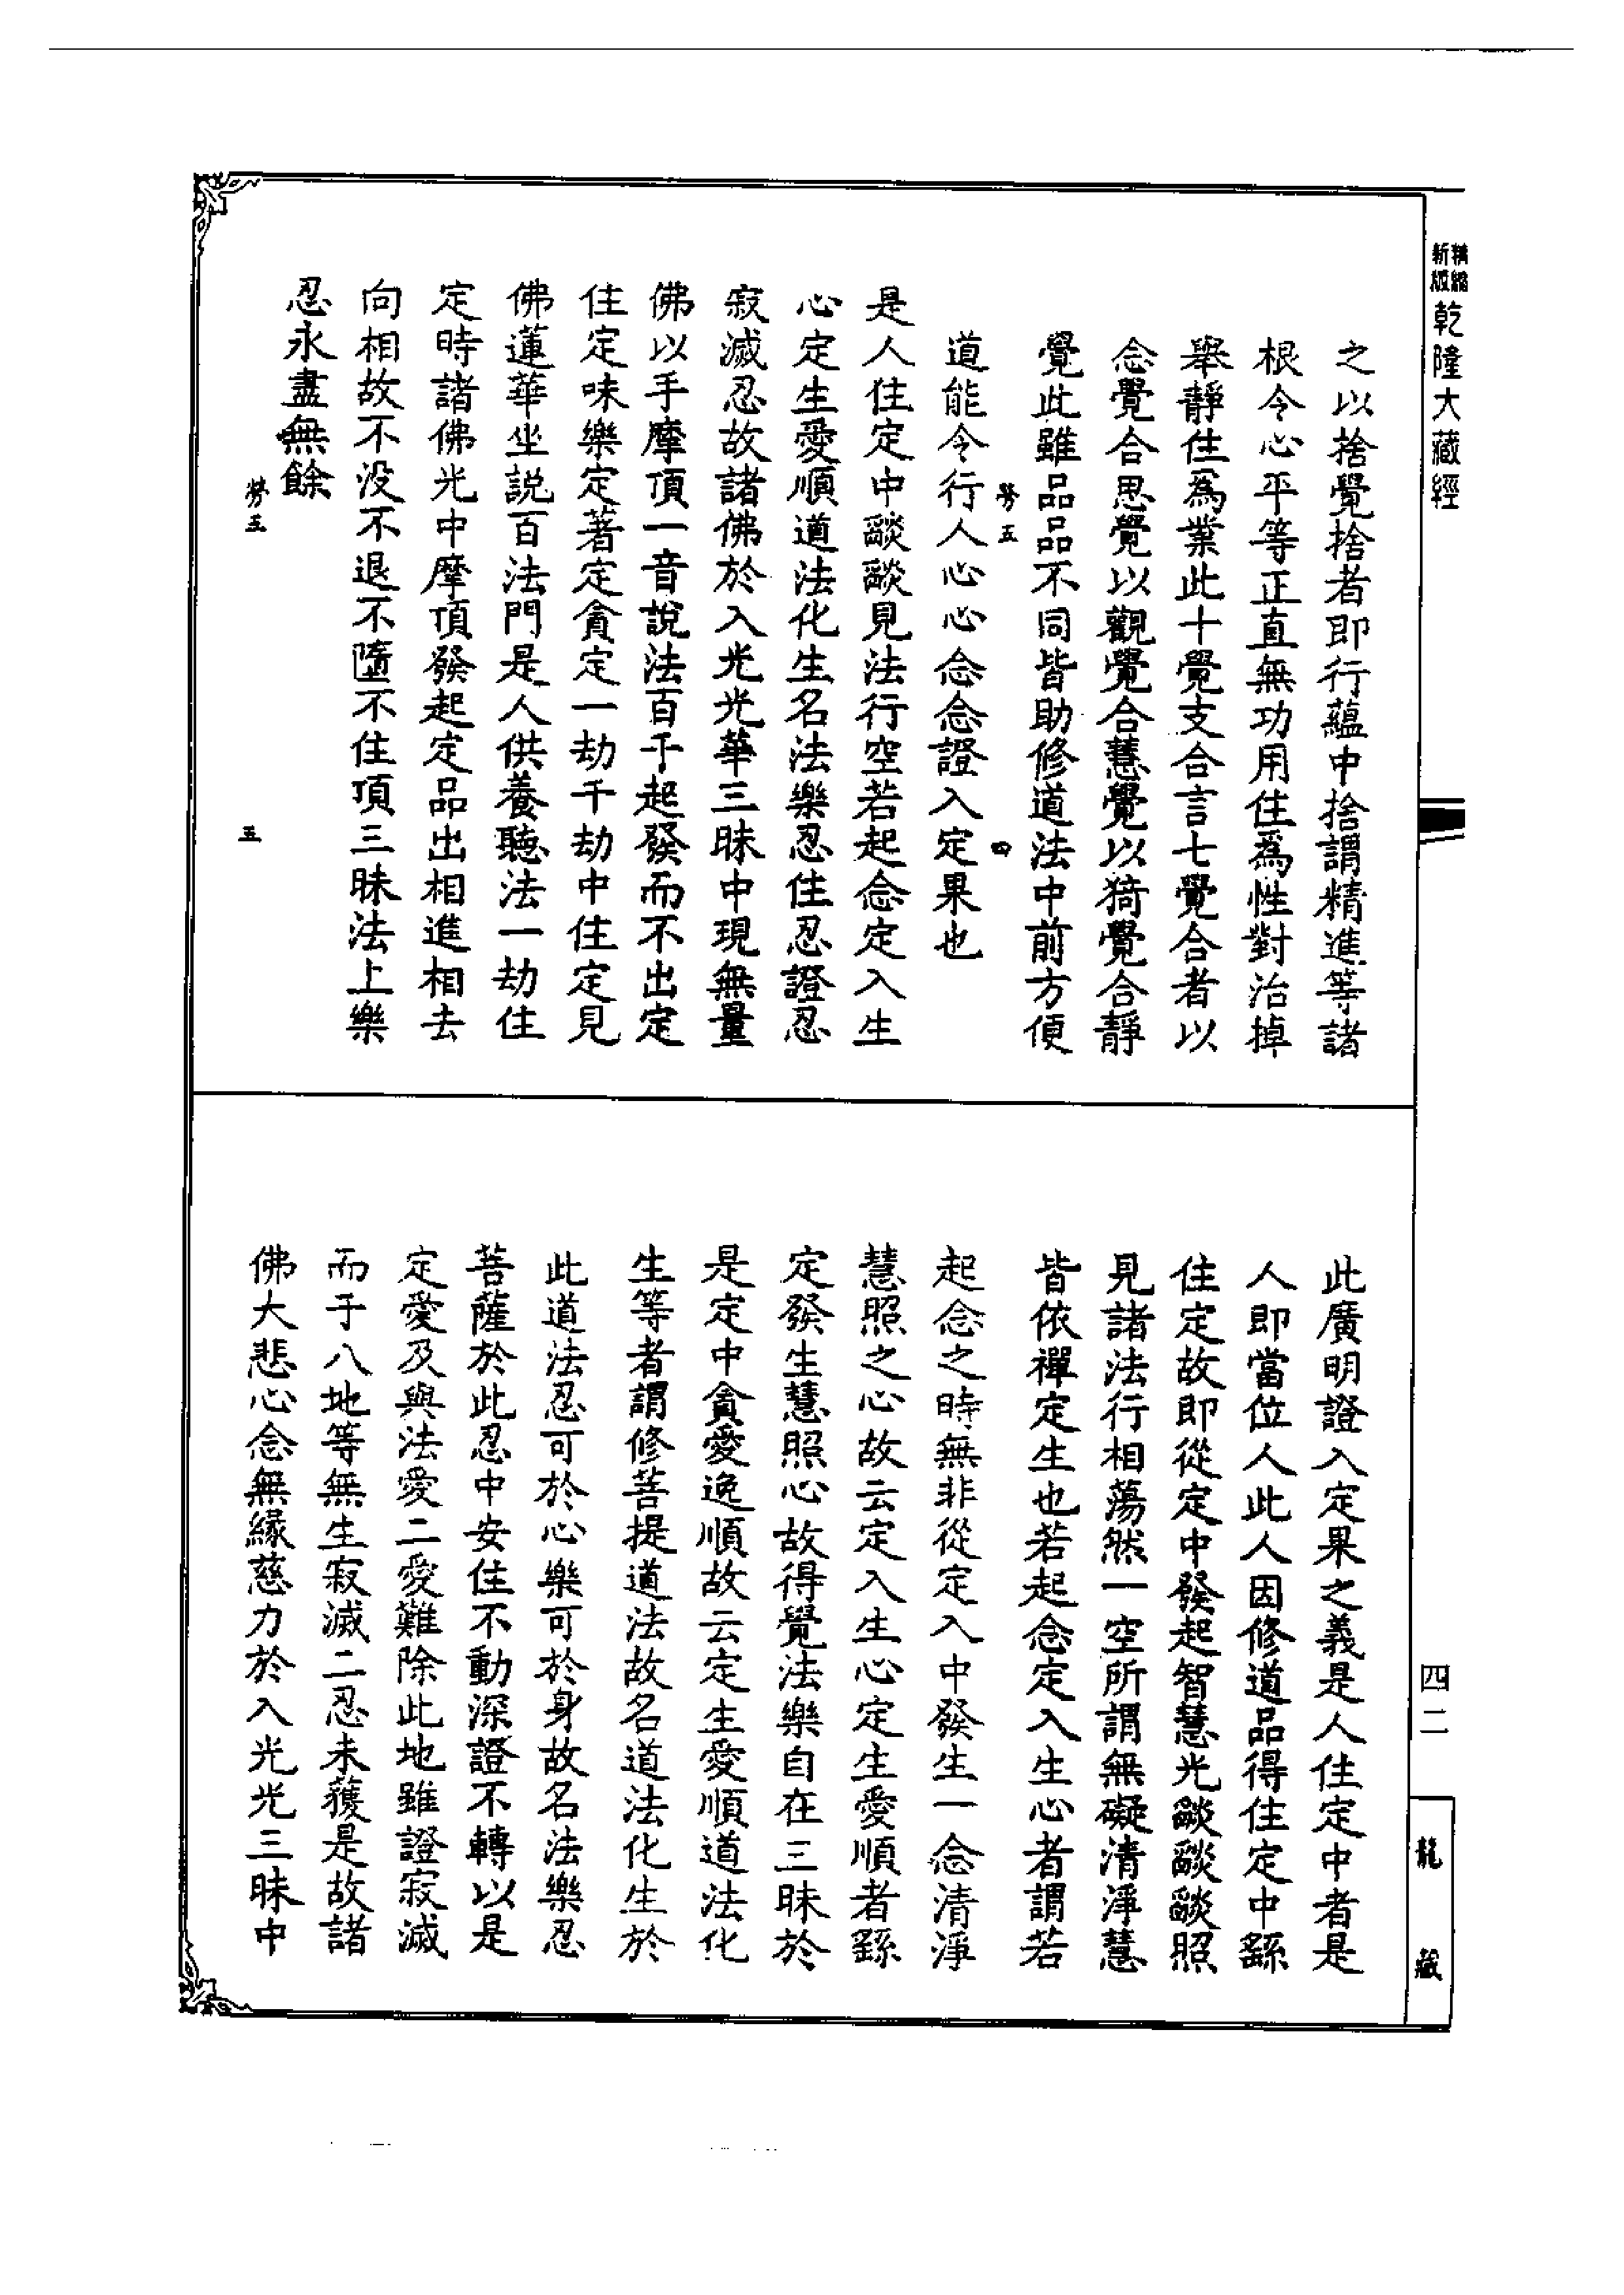 精縮新版乾隆大藏經
之以捨覺捨者即行蘊中捨謂精進等諸
根令心平等正直無功用住爲性對治掉
舉靜住爲業此十覺支合言七覺合者以
念覺合思覺以觀覺合慧覺以猗覺合靜
覺此雖品品不同皆助修道法中前方便
勞五 四
道能令行人心心念念證入定果也
是人住定中燄燄見法行空若起念定入生
心定生愛順道法化生名法樂忍住忍證忍
寂滅忍故諸佛於入光光華三昧中現無量
佛以手摩頂一音說法百千起發而不出定
住定味樂定著定貪定一劫千劫中住定見
佛蓮華坐説百法門是人供養聽法一劫住
定時諸佛光中摩頂發起定品出相進相去
向相故不没不退不墮不住頂三昧法上樂
忍永盡無餘
勞五 五
此廣明證入定果之義是人住定中者是
人即當位人此人因修道品得住定中繇
住定故即從定中發起智慧光燄燄燄照
見諸法行相蕩然一空所謂無礙清淨慧
皆依禪定生也若起念定入生心者謂若
起念之時無非從定入中發生一念清淨
慧照之心故云定入生心定生愛順者繇
定發生慧照心故得覺法樂自在三昧於
是定中貪愛逸順故云定生愛順道法化
生等者謂修菩提道法故名道法化生於
此道法忍可於心樂可於身故名法樂忍
菩薩於此忍中安住不動深證不轉以是
定愛及與法愛二愛難除此地雖證寂滅
而于八地等無生寂滅二忍未獲是故諸
佛大悲心念無緣慈力於入光光三昧中
四二
龍藏